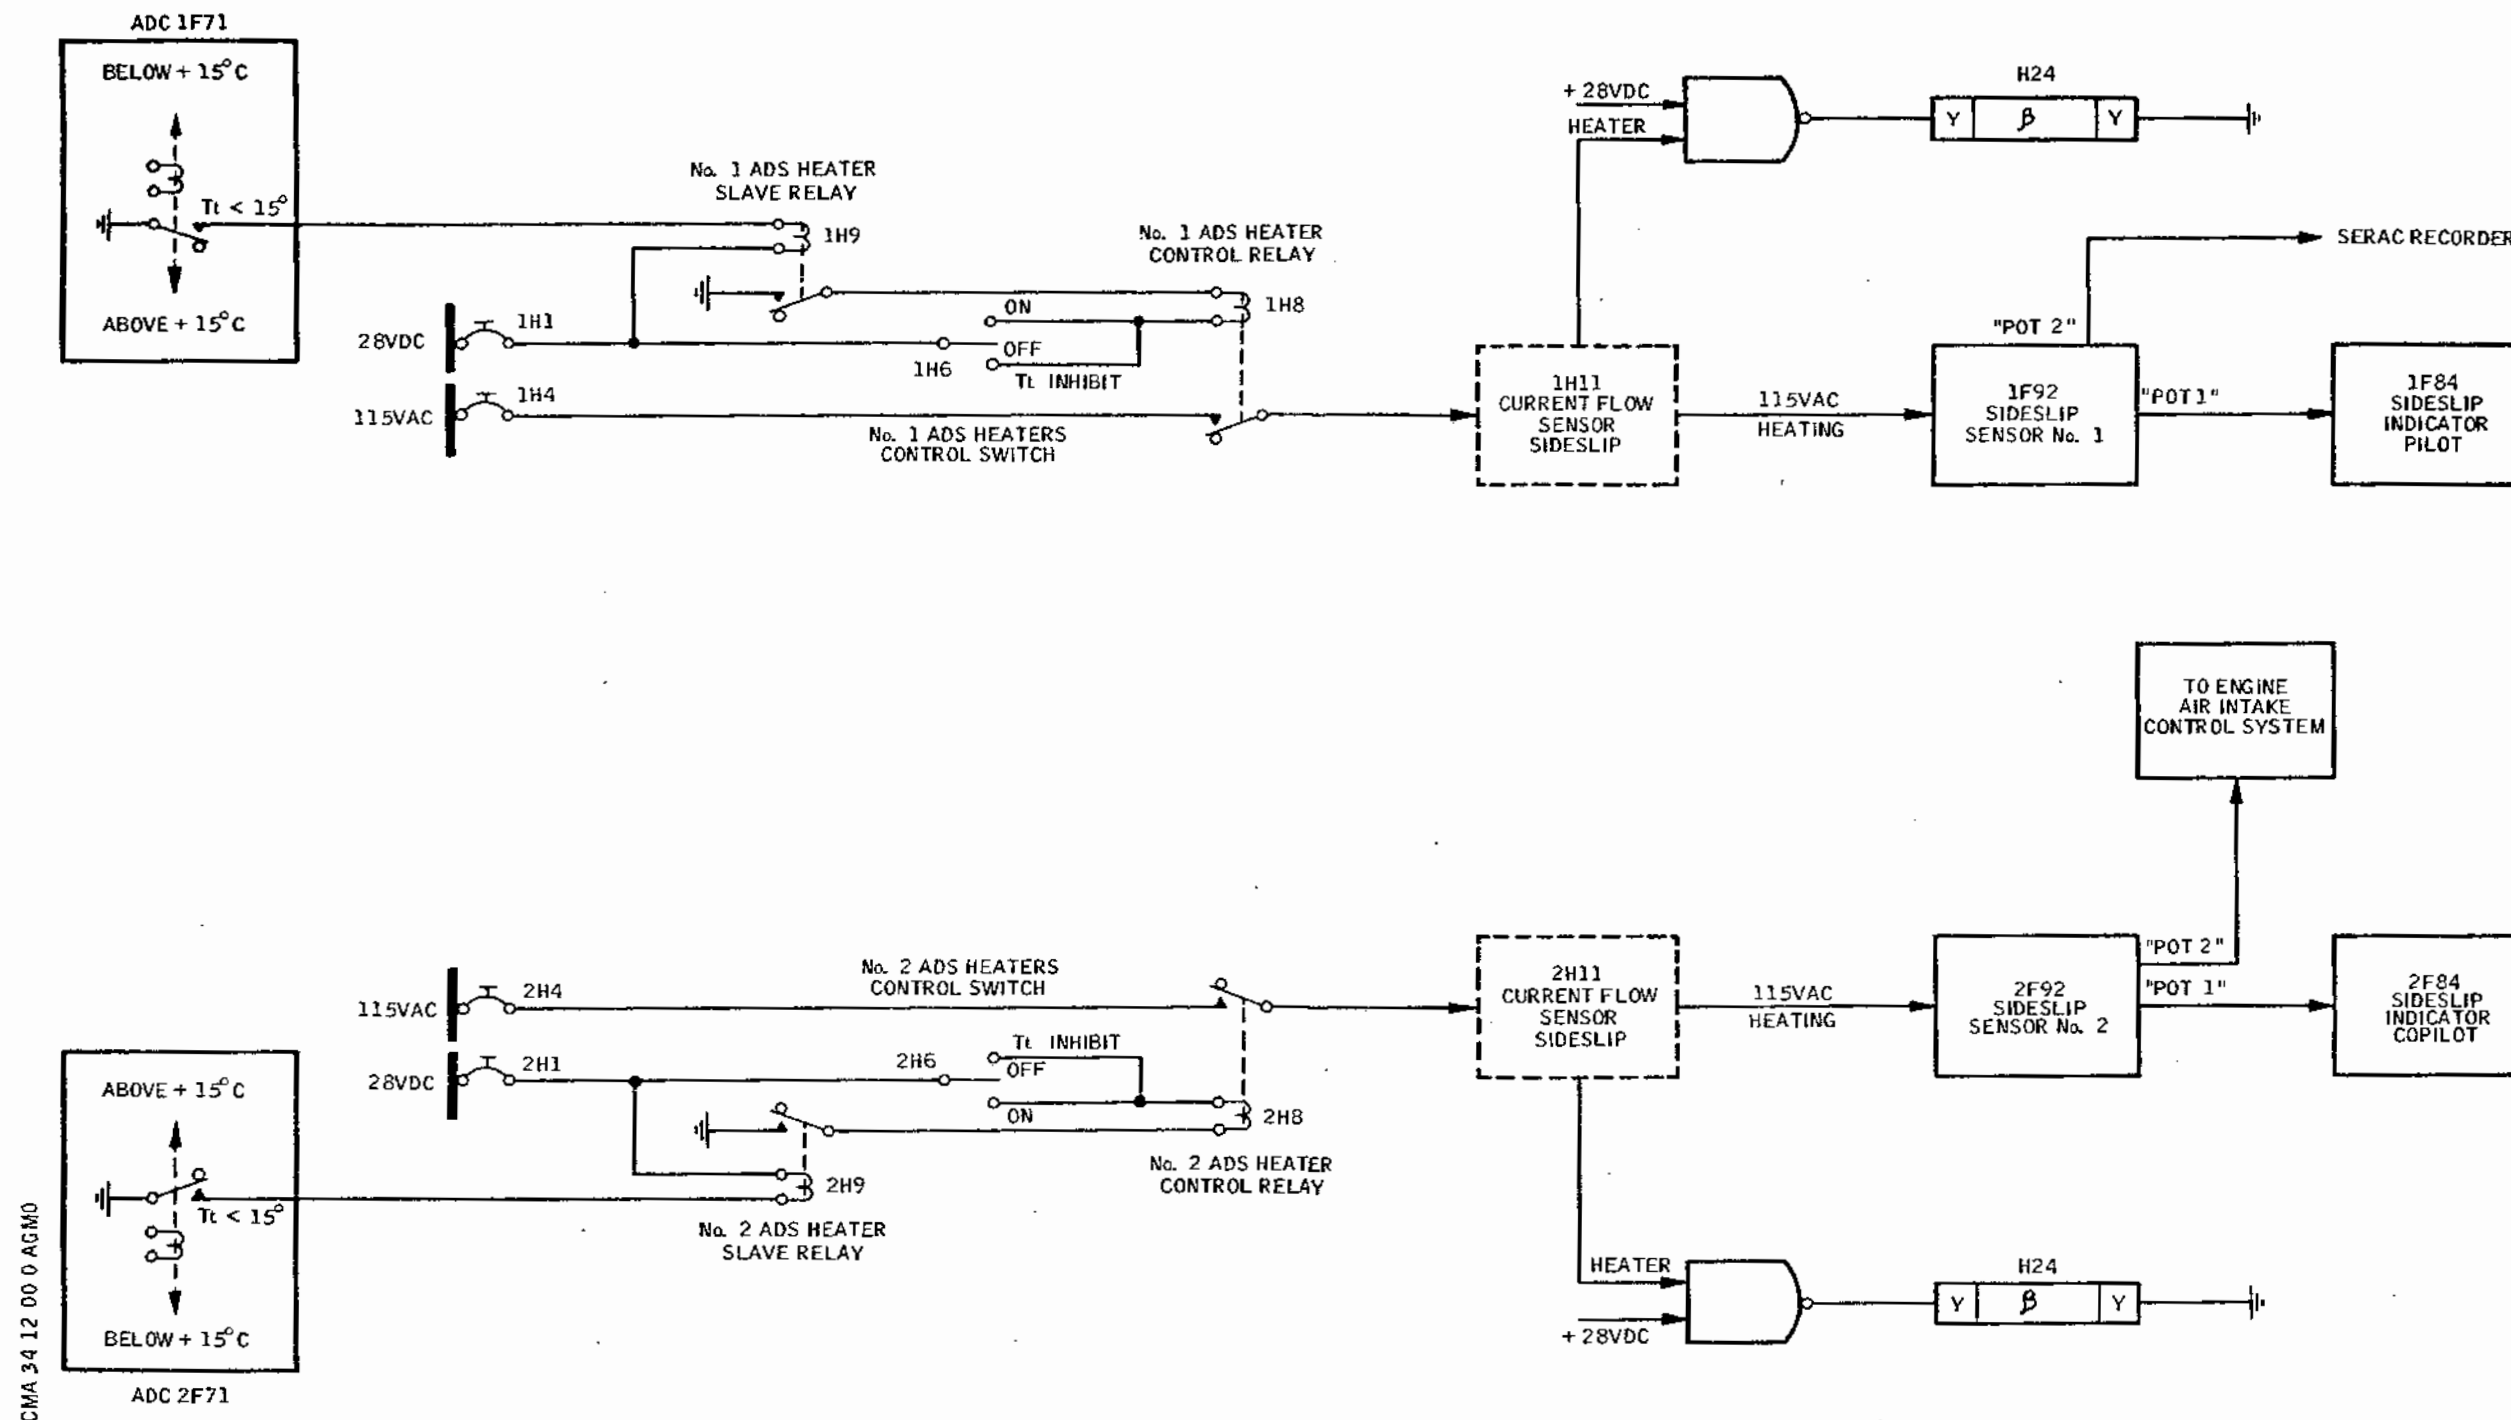 ADC 1F71
BELOW + 15°C
Tt < 15°
ABOVE + 15°C
No. 1 ADS HEATER
SLAVE RELAY
1H9
No. 1 ADS HEATER
CONTROL RELAY
1H8
28VDC
1H1
ON
OFF
1H6
Tt INHIBIT
115VAC
1H4
No. 1 ADS HEATERS
CONTROL SWITCH
+ 28VDC
HEATER
H24
Y
β
Y
SERAC RECORDER
"POT 2"
1H11
CURRENT FLOW
SENSOR
SIDESLIP
115VAC
HEATING
1F92
SIDESLIP
SENSOR No. 1
"POT 1"
1F84
SIDESLIP
INDICATOR
PILOT
TO ENGINE
AIR INTAKE
CONTROL SYSTEM
115VAC
2H4
No. 2 ADS HEATERS
CONTROL SWITCH
28VDC
2H1
2H6
Tt INHIBIT
OFF
ON
2H8
No. 2 ADS HEATER
CONTROL RELAY
2H9
No. 2 ADS HEATER
SLAVE RELAY
2H11
CURRENT FLOW
SENSOR
SIDESLIP
115VAC
HEATING
2F92
SIDESLIP
SENSOR No. 2
"POT 2"
"POT 1"
2F84
SIDESLIP
INDICATOR
COPILOT
ABOVE + 15°C
Tt < 15°
BELOW + 15°C
ADC 2F71
HEATER
+ 28VDC
H24
Y
β
Y
CMA 34 12 00 0 AGM0